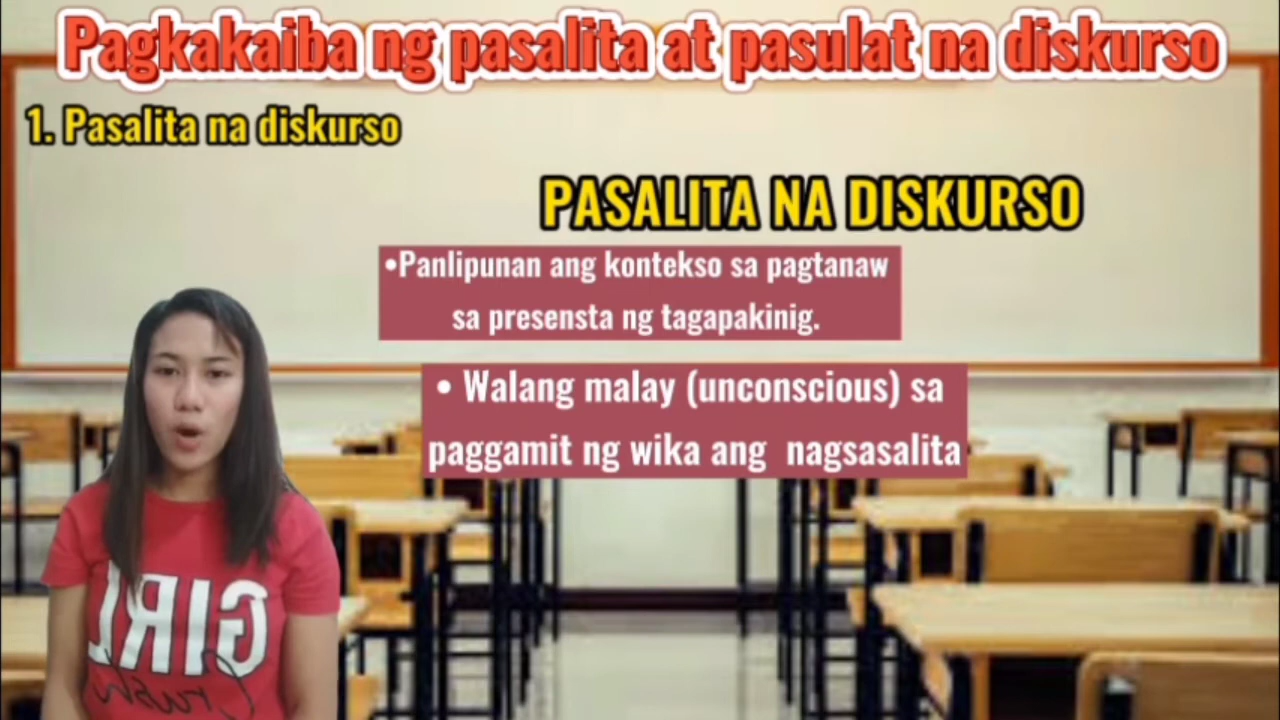 Pagkakaiba ng pasalita at pasulat na diskurso
1. Pasalita na diskurso
PASALITA NA DISKURSO
•Panlipunan ang kontekso sa pagtanaw
sa presensta ng tagapakinig.
• Walang malay (unconscious) sa
paggamit ng wika ang nagsasalita
GIRL
Crush